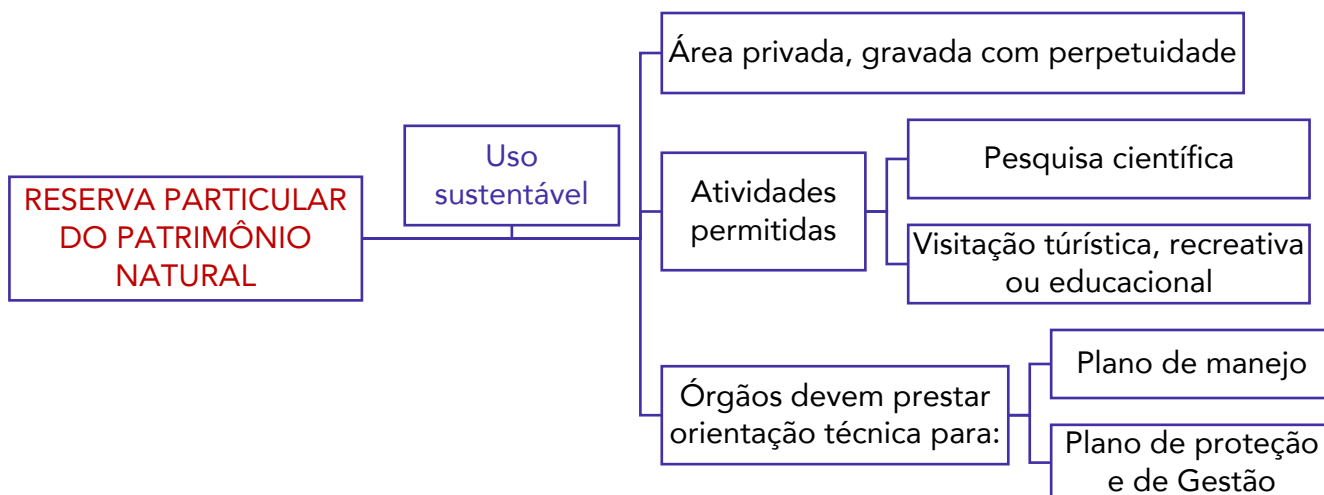 RESERVA PARTICULAR
DO PATRIMÔNIO
NATURAL
Uso
sustentável
Área privada, gravada com perpetuidade
Atividades
permitidas
Pesquisa científica
Visitação túrística, recreativa
ou educacional
Órgãos devem prestar
orientação técnica para:
Plano de manejo
Plano de proteção
e de Gestão